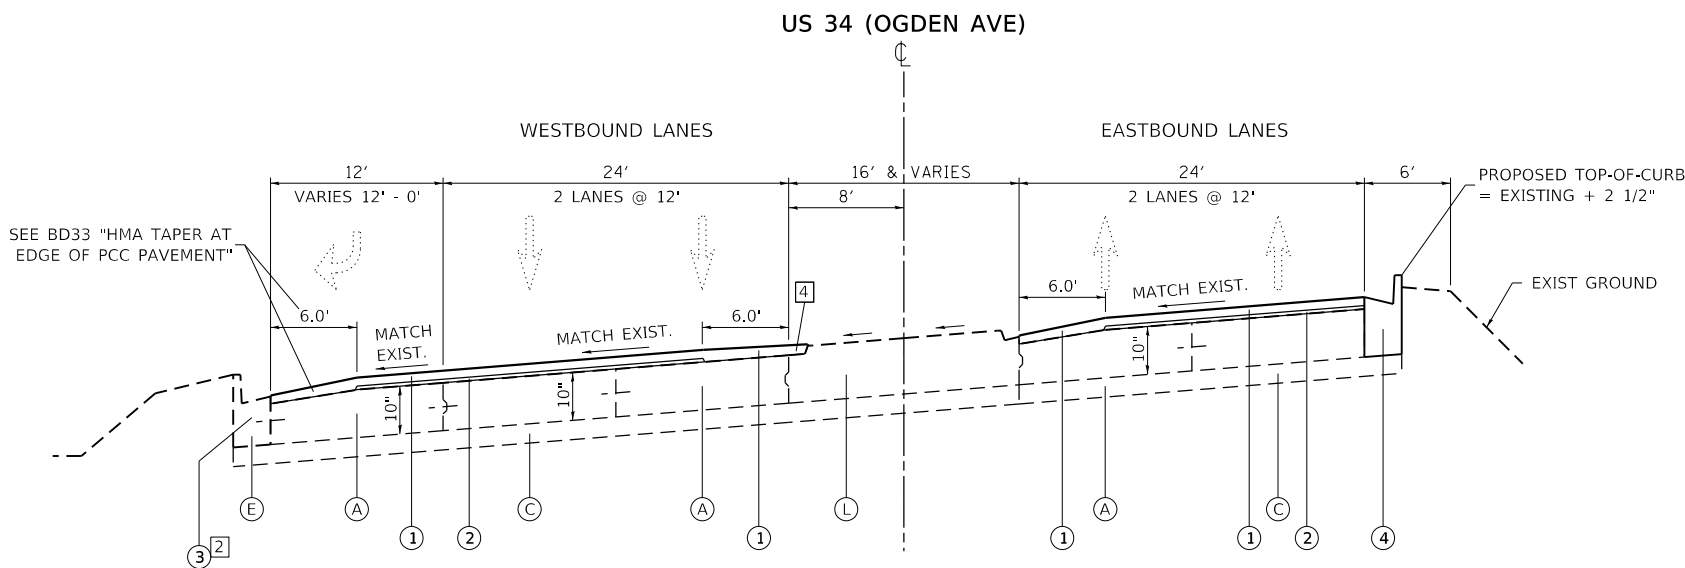 US 34 (OGDEN AVE)
℄
WESTBOUND LANES
EASTBOUND LANES
12'
24'
16' & VARIES
24'
6'
VARIES 12' - 0'
2 LANES @ 12'
8'
2 LANES @ 12'
PROPOSED TOP-OF-CURB
= EXISTING + 2 1/2"
SEE BD33 "HMA TAPER AT
EDGE OF PCC PAVEMENT"
EXIST GROUND
6.0'
MATCH
EXIST.
MATCH EXIST.
6.0'
4
6.0'
MATCH EXIST.
10"
10"
10"
E
A
C
A
L
A
C
1
2
1
1
1
2
4
3
2